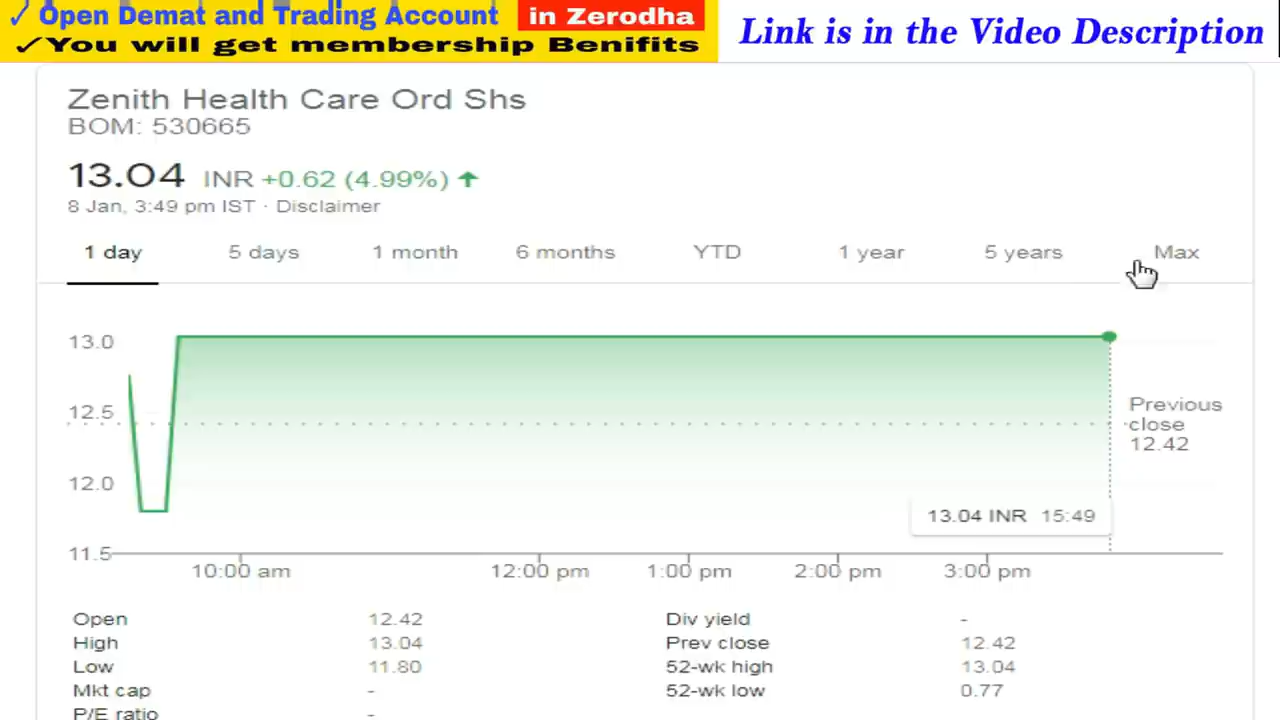 ✓ Open Demat and Trading Account in Zerodha
✓You will get membership Benifits
Link is in the Video Description
Zenith Health Care Ord Shs
BOM: 530665
13.04 INR +0.62 (4.99%) ↑
8 Jan, 3:49 pm IST · Disclaimer
1 day 5 days 1 month 6 months YTD 1 year 5 years Max
13.0
12.5
12.0
11.5
Previous
close
12.42
13.04 INR 15:49
10:00 am 12:00 pm 1:00 pm 2:00 pm 3:00 pm
Open 12.42 Div yield -
High 13.04 Prev close 12.42
Low 11.80 52-wk high 13.04
Mkt cap - 52-wk low 0.77
P/E ratio -